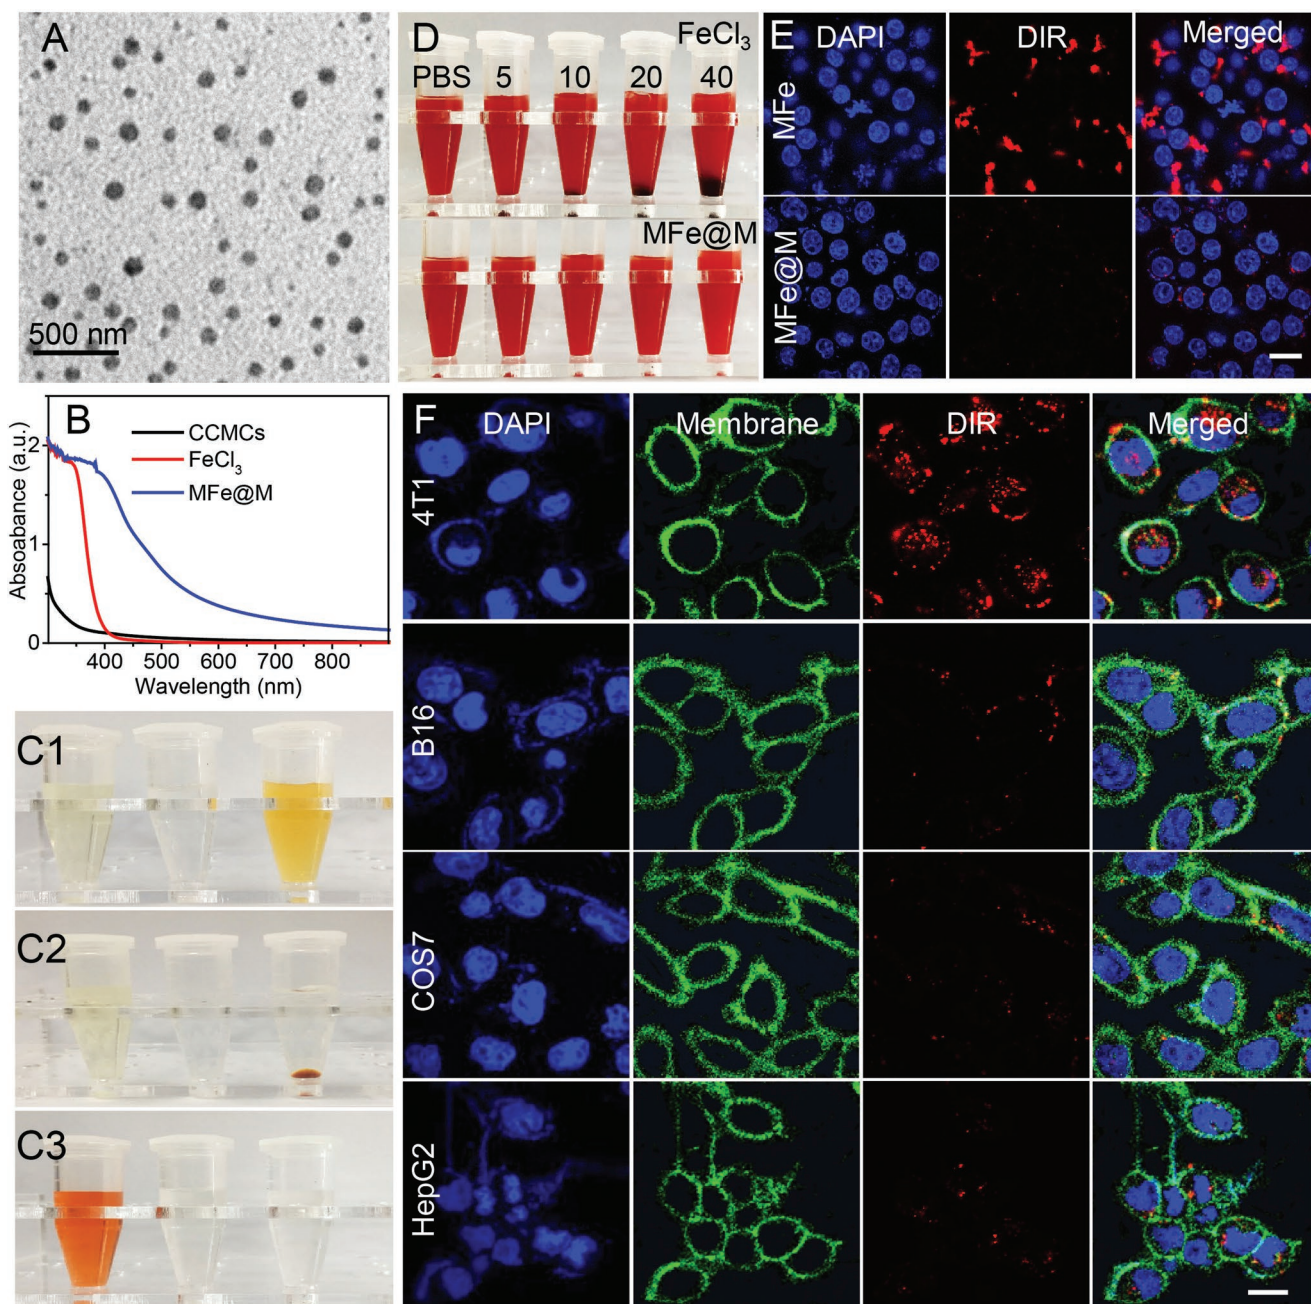 A
500 nm
B
CCMCs
FeCl₃
MFe@M
Absoabance (a.u.)
2
1
0
400 500 600 700 800
Wavelength (nm)
C1
C2
C3
D
FeCl₃
PBS 5 10 20 40
MFe@M
E
DAPI DIR Merged
MFe
MFe@M
F
DAPI Membrane DIR Merged
4T1
B16
COS7
HepG2